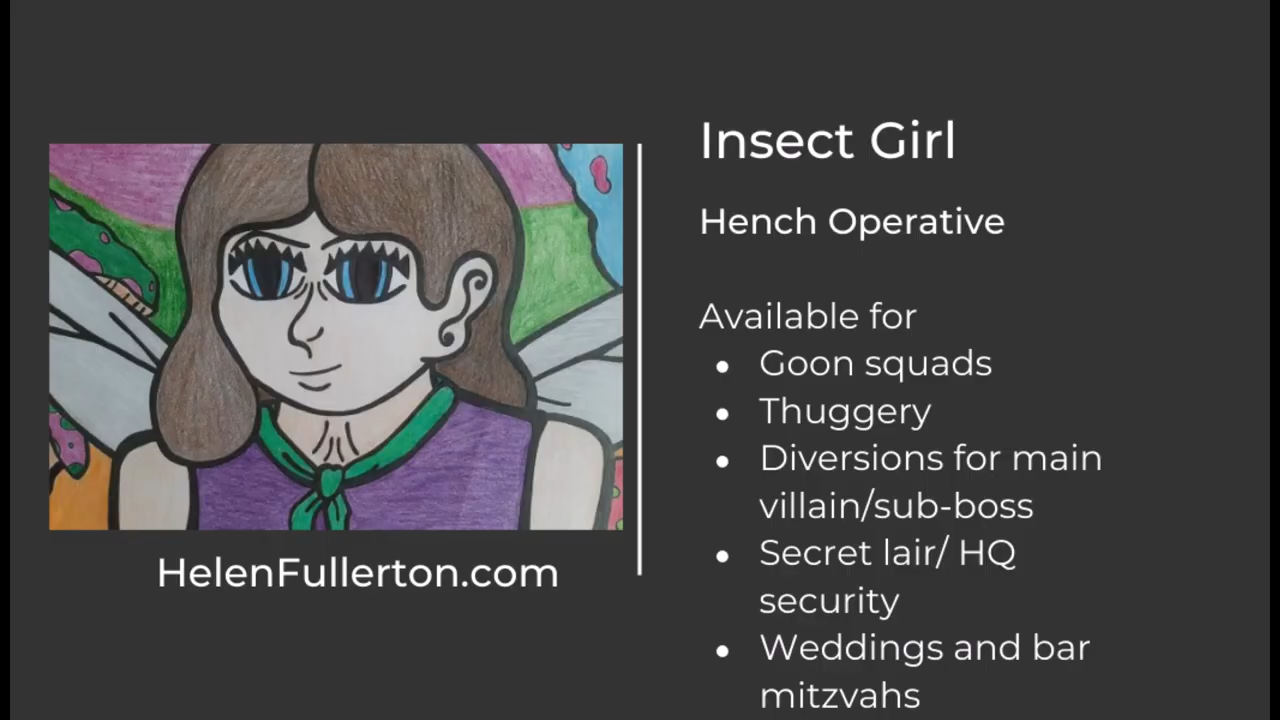 Insect Girl
Hench Operative
Available for
Goon squads
Thuggery
Diversions for main
villain/sub-boss
Secret lair/ HQ
security
Weddings and bar
mitzvahs
HelenFullerton.com